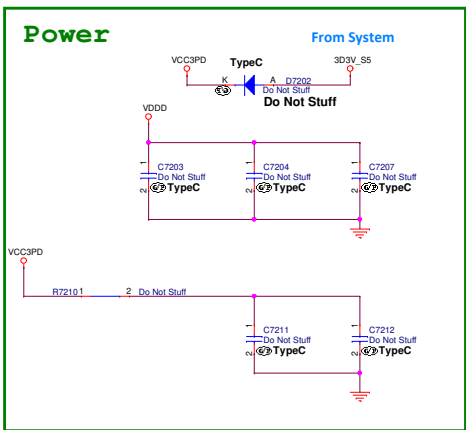 Power
From System
VCC3PD
TypeC
3D3V_S5
K
A
D7202
Do Not Stuff
Do Not Stuff
VDDD
1
C7203
Do Not Stuff
2
TypeC
1
C7204
Do Not Stuff
2
TypeC
1
C7207
Do Not Stuff
2
TypeC
VCC3PD
R7210 1
2
Do Not Stuff
1
C7211
Do Not Stuff
2
TypeC
1
C7212
Do Not Stuff
2
TypeC